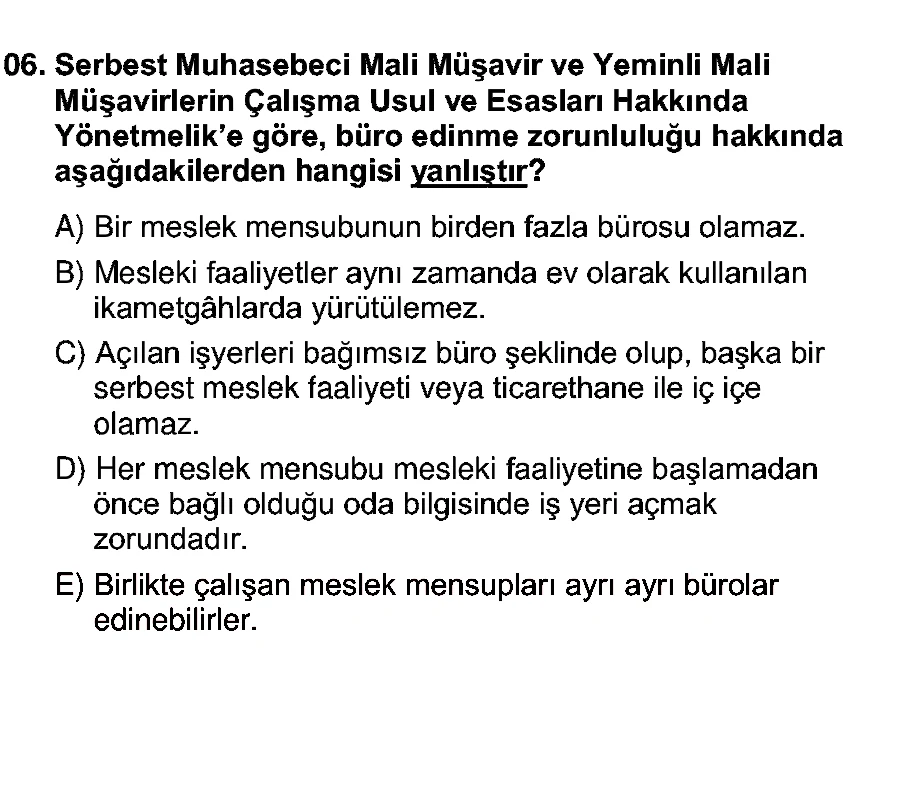 06. Serbest Muhasebeci Mali Müşavir ve Yeminli Mali
Müşavirlerin Çalışma Usul ve Esasları Hakkında
Yönetmelik’e göre, büro edinme zorunluluğu hakkında
aşağıdakilerden hangisi yanlıştır?
A) Bir meslek mensubunun birden fazla bürosu olamaz.
B) Mesleki faaliyetler aynı zamanda ev olarak kullanılan
ikametgâhlarda yürütülemez.
C) Açılan işyerleri bağımsız büro şeklinde olup, başka bir
serbest meslek faaliyeti veya ticarethane ile iç içe
olamaz.
D) Her meslek mensubu mesleki faaliyetine başlamadan
önce bağlı olduğu oda bilgisinde iş yeri açmak
zorundadır.
E) Birlikte çalışan meslek mensupları ayrı ayrı bürolar
edinebilirler.